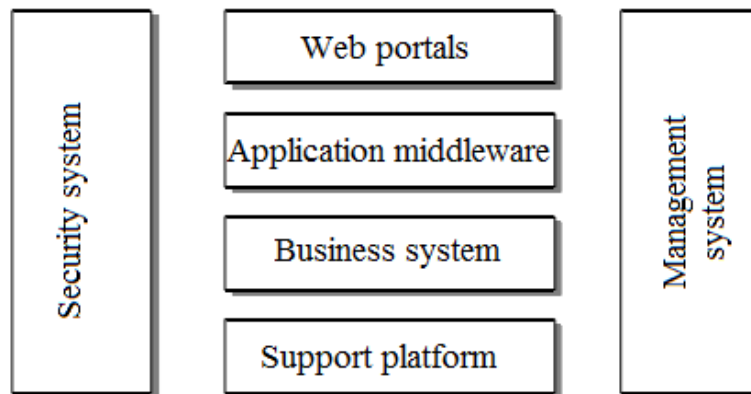 Security system
Web portals
Application middleware
Business system
Support platform
Management
system